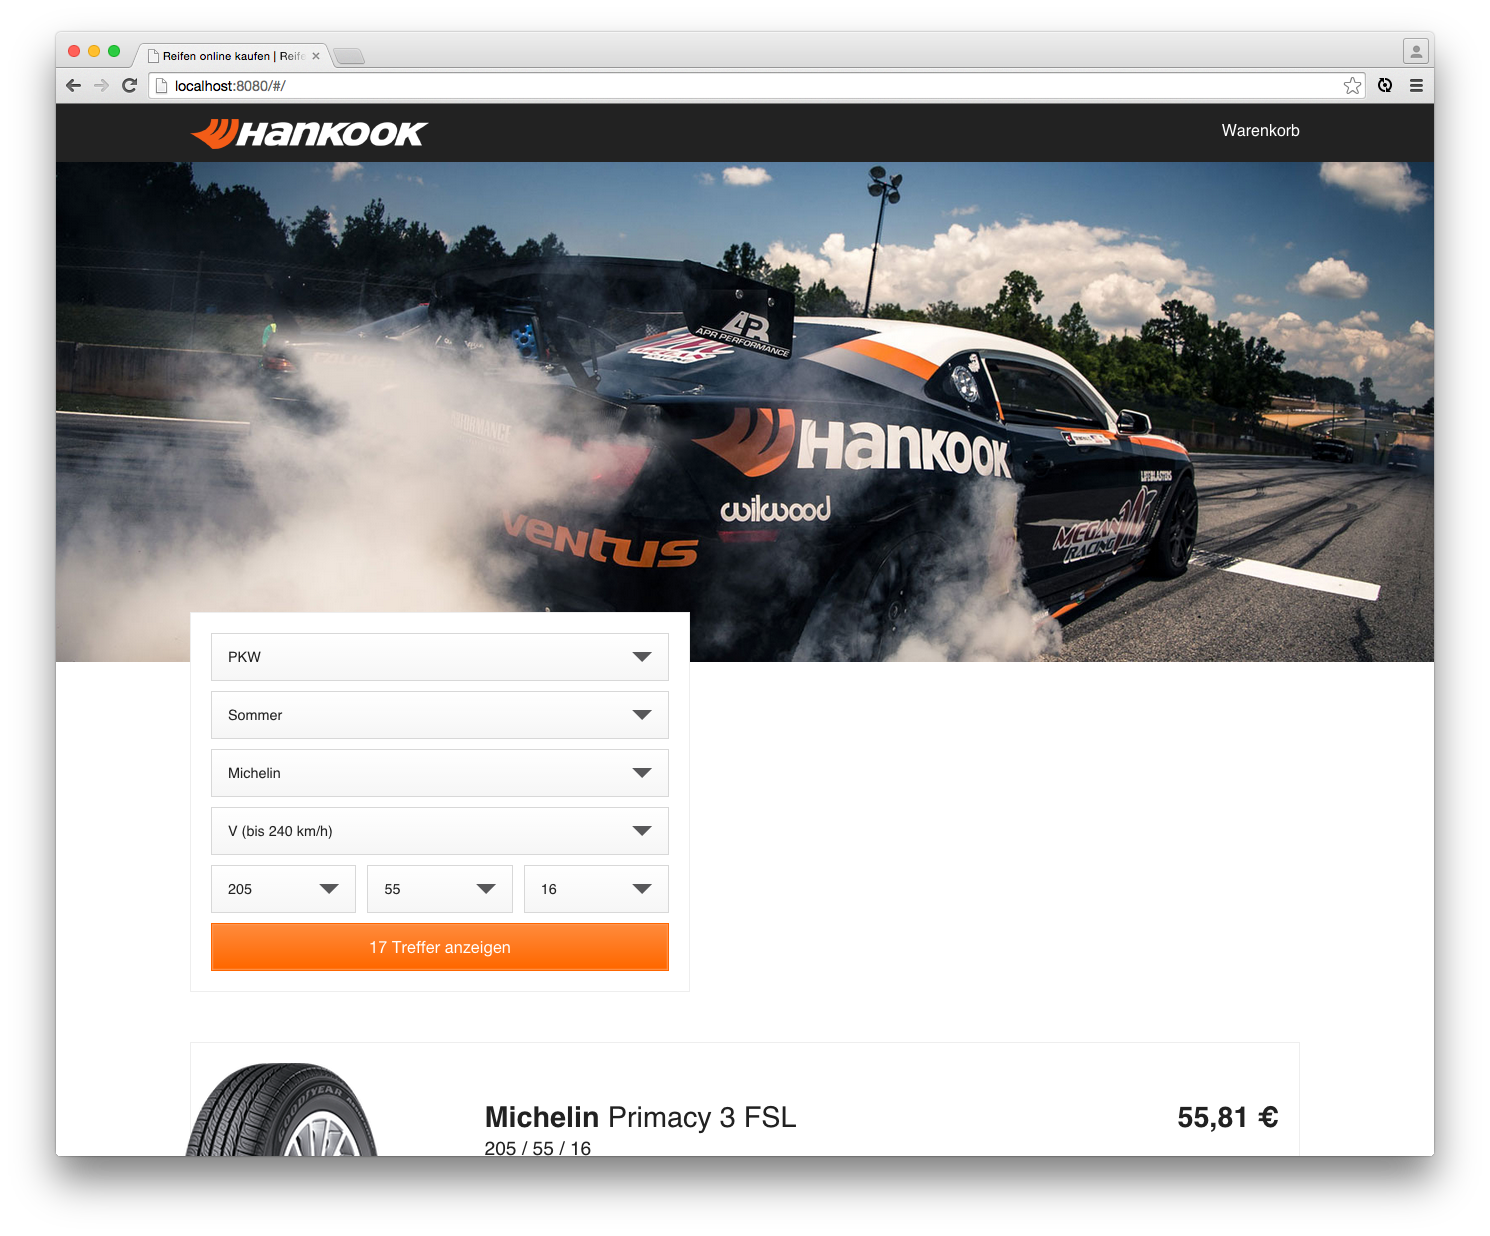 Reifen online kaufen | Reife
localhost:8080/#/
Hankook
Warenkorb
APR PERFORMANCE
Hankook
LIFEBLASTERS
wilwood
MEGAN
RACING
VENTUS
PKW
Sommer
Michelin
V (bis 240 km/h)
205 55 16
17 Treffer anzeigen
GOODYEAR
Michelin Primacy 3 FSL 55,81 €
205 / 55 / 16